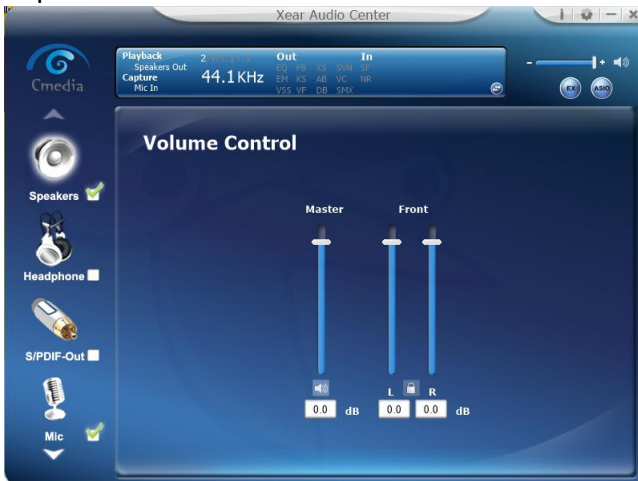 Xear Audio Center
Cmedia
Playback
Speakers Out
Capture
Mic In
2
44.1KHz
Out In
EQ FB XS SVN SF
EM KS AB VC NR
VSS VF DB SMX
- +
EX ASIO
Volume Control
Speakers
Headphone
S/PDIF-Out
Mic
Master Front
L R
0.0 dB 0.0 0.0 dB